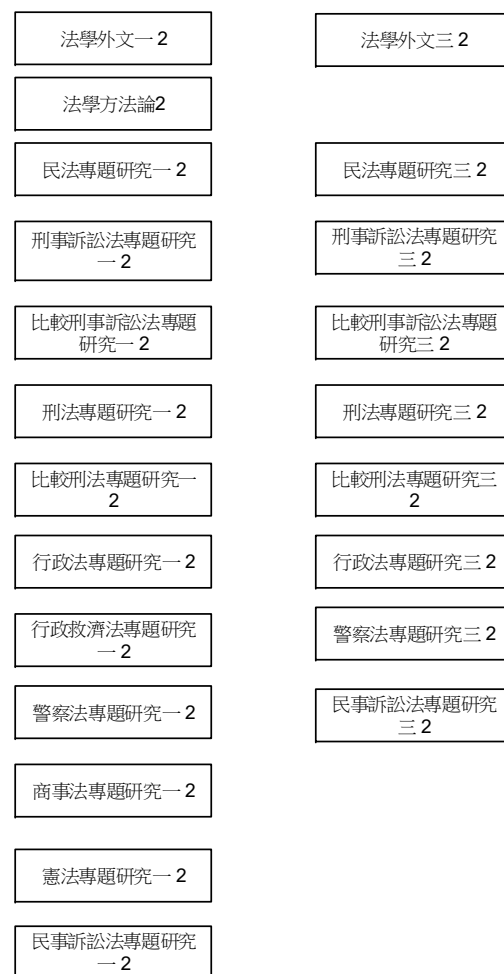 法學外文一 2
法學外文三 2
法學方法論2
民法專題研究一 2
民法專題研究三 2
刑事訴訟法專題研究
一 2
刑事訴訟法專題研究
三 2
比較刑事訴訟法專題
研究一 2
比較刑事訴訟法專題
研究三 2
刑法專題研究一 2
刑法專題研究三 2
比較刑法專題研究一
2
比較刑法專題研究三
2
行政法專題研究一 2
行政法專題研究三 2
行政救濟法專題研究
一 2
警察法專題研究三 2
警察法專題研究一 2
民事訴訟法專題研究
三 2
商事法專題研究一 2
憲法專題研究一 2
民事訴訟法專題研究
一 2